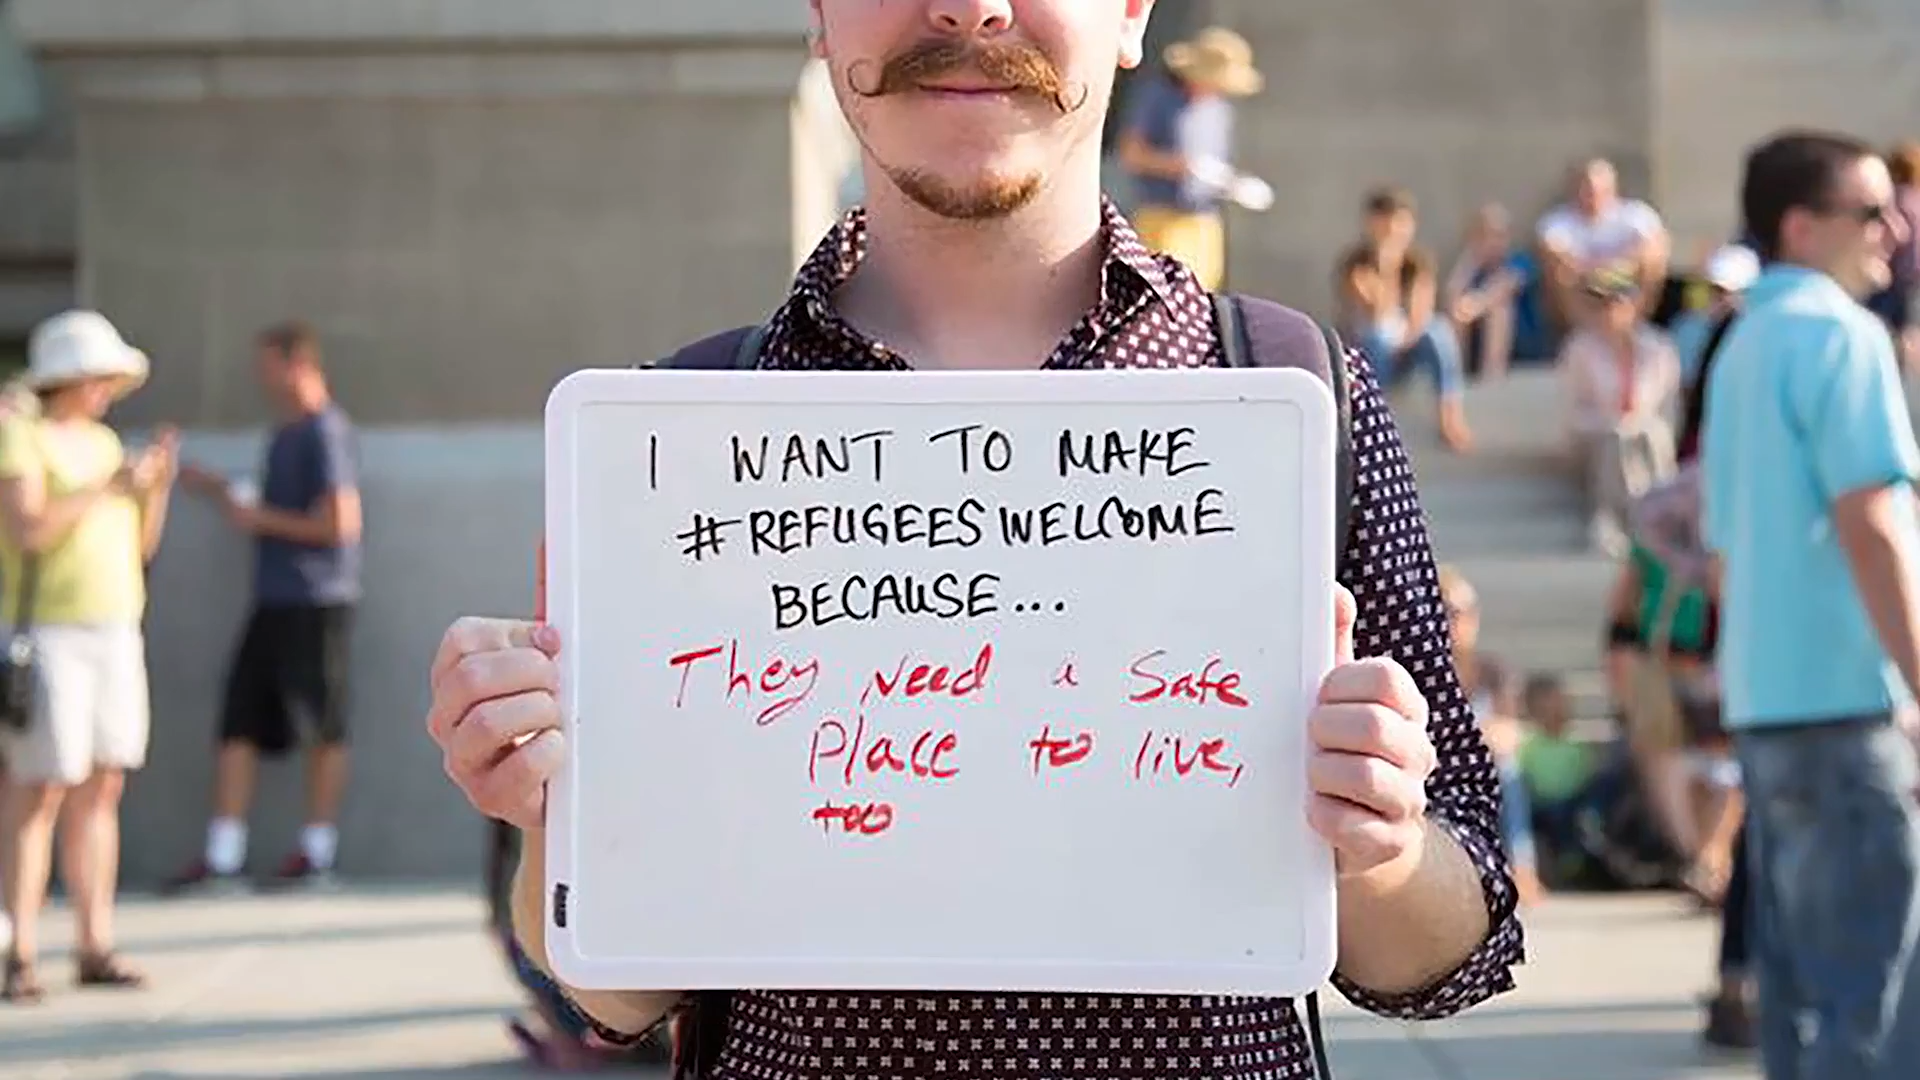 I WANT TO MAKE
#REFUGEESWELCOME
BECAUSE...
They Need a Safe
Place to live,
too